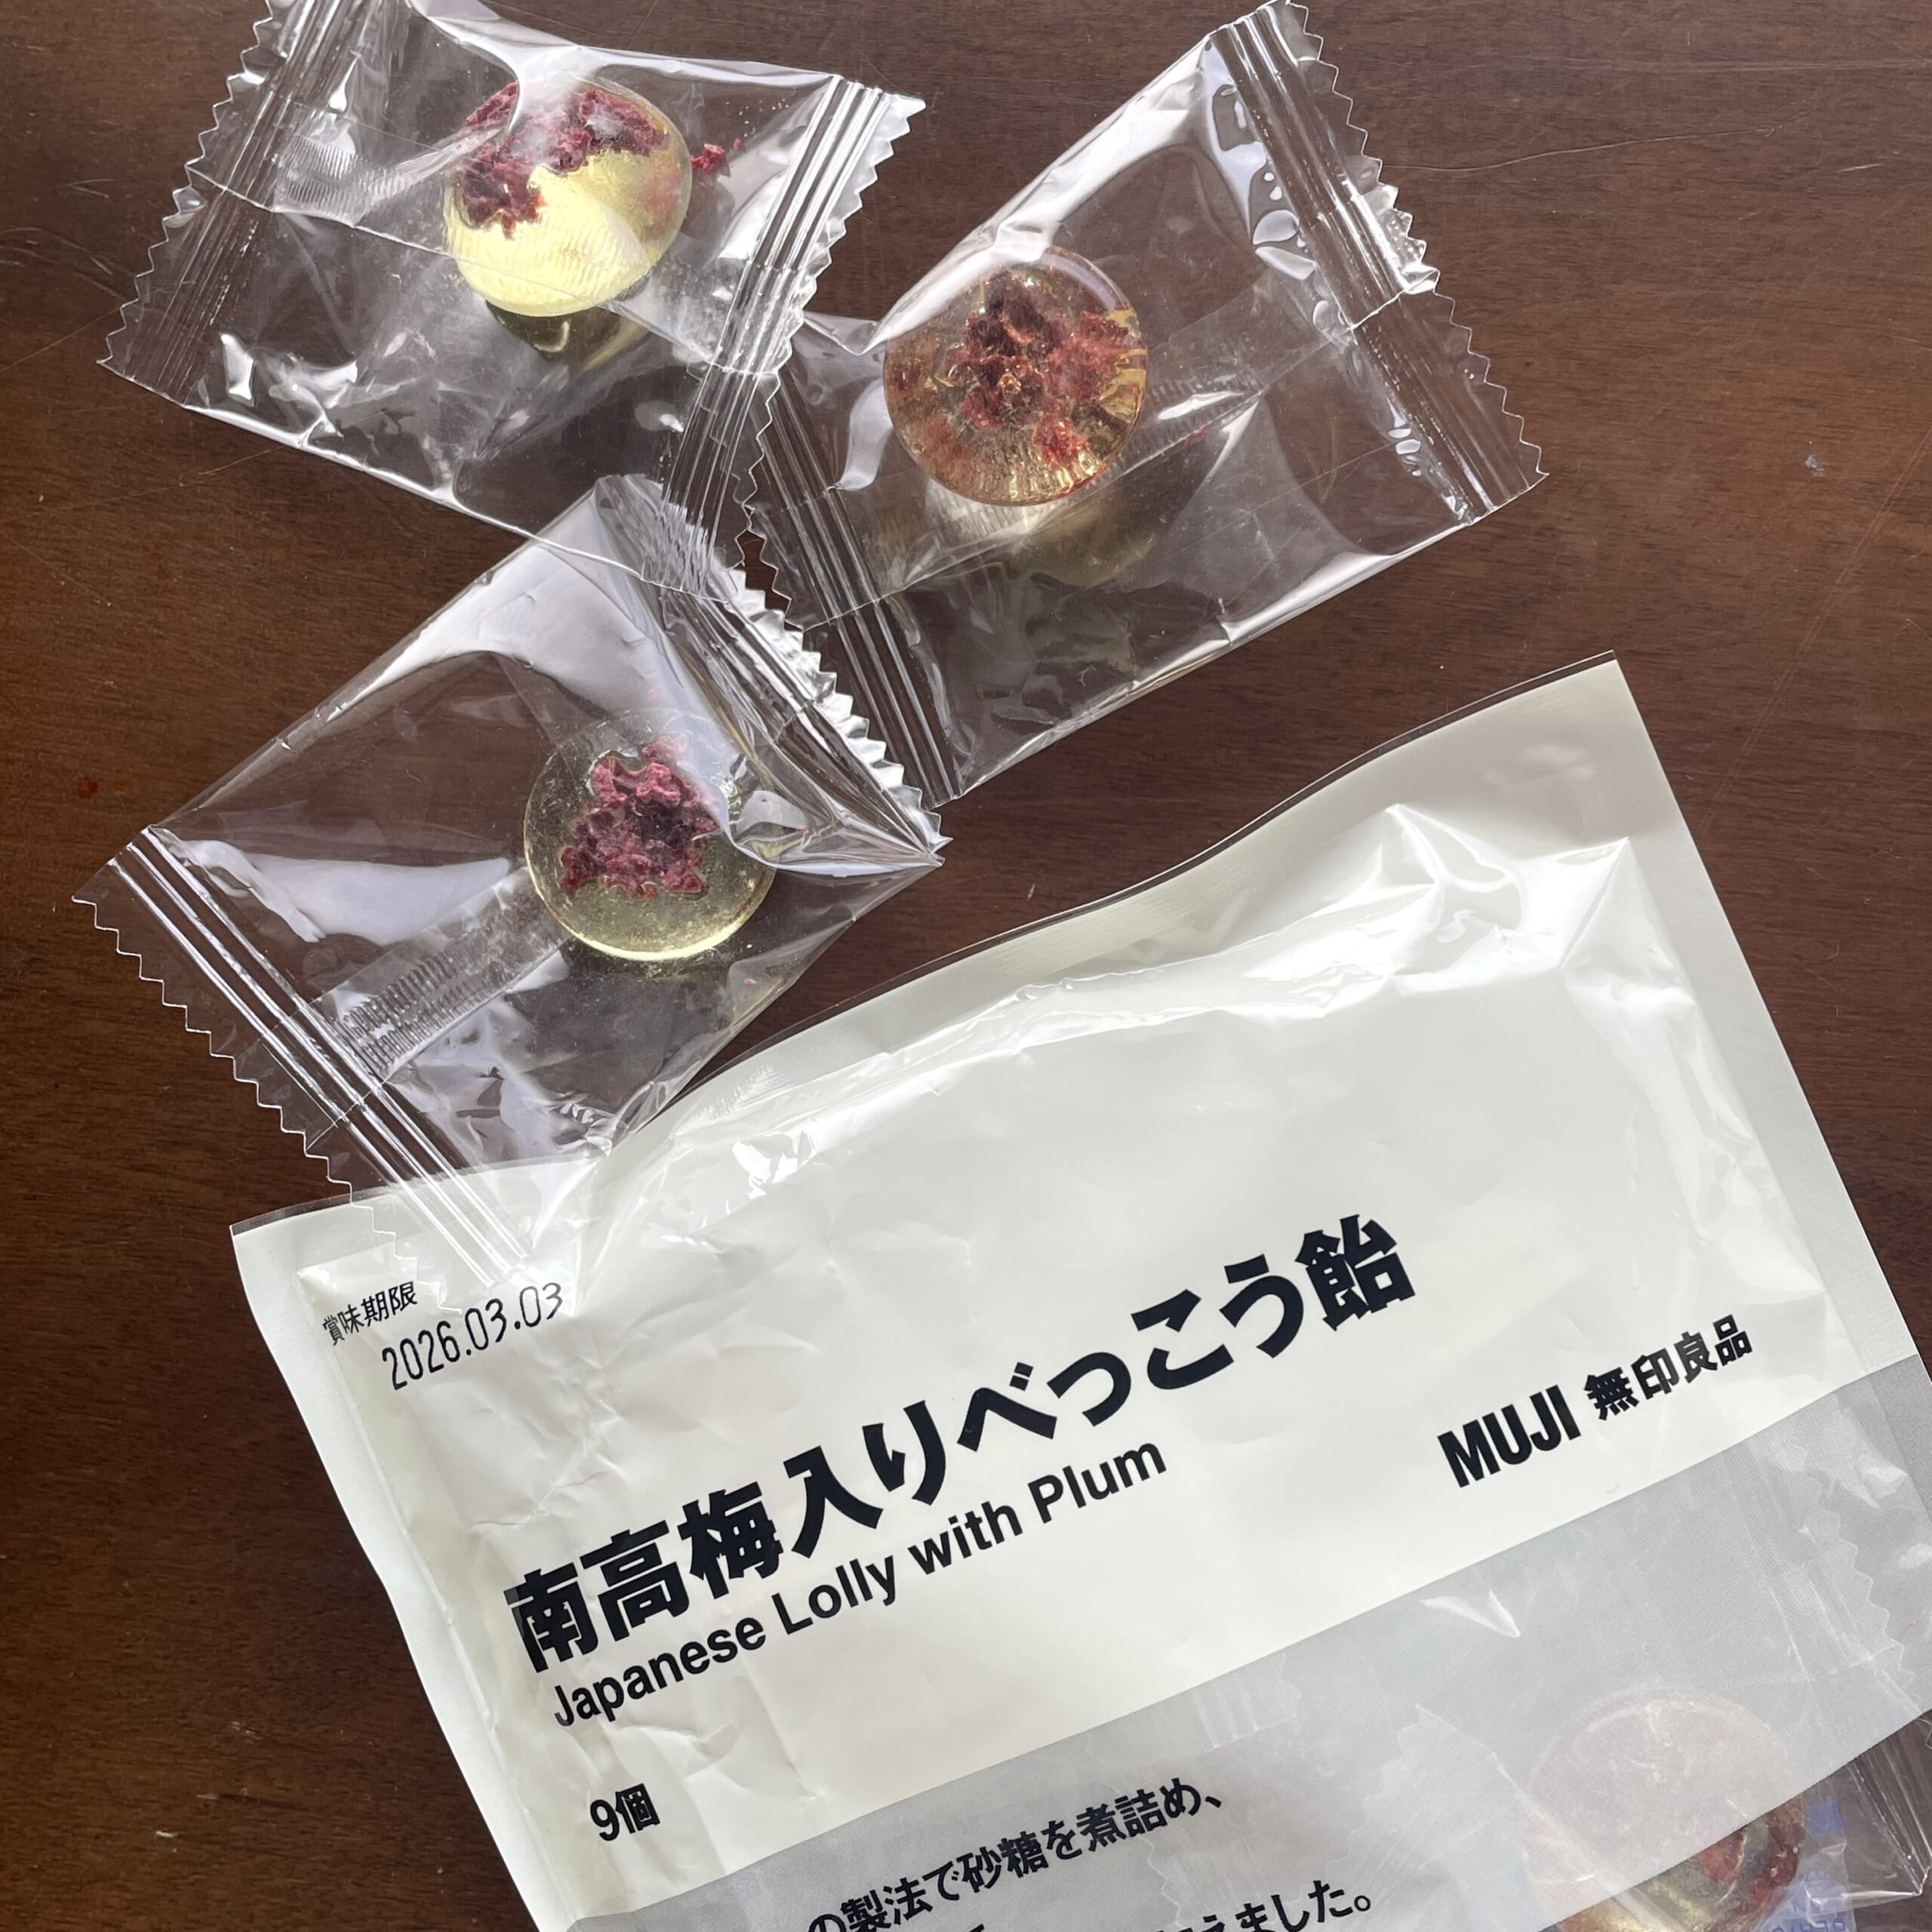 賞味期限
2026.03.03
南高梅入りべっこう飴
Japanese Lolly with Plum
MUJI 無印良品
9個
の製法で砂糖を煮詰め、
ました。